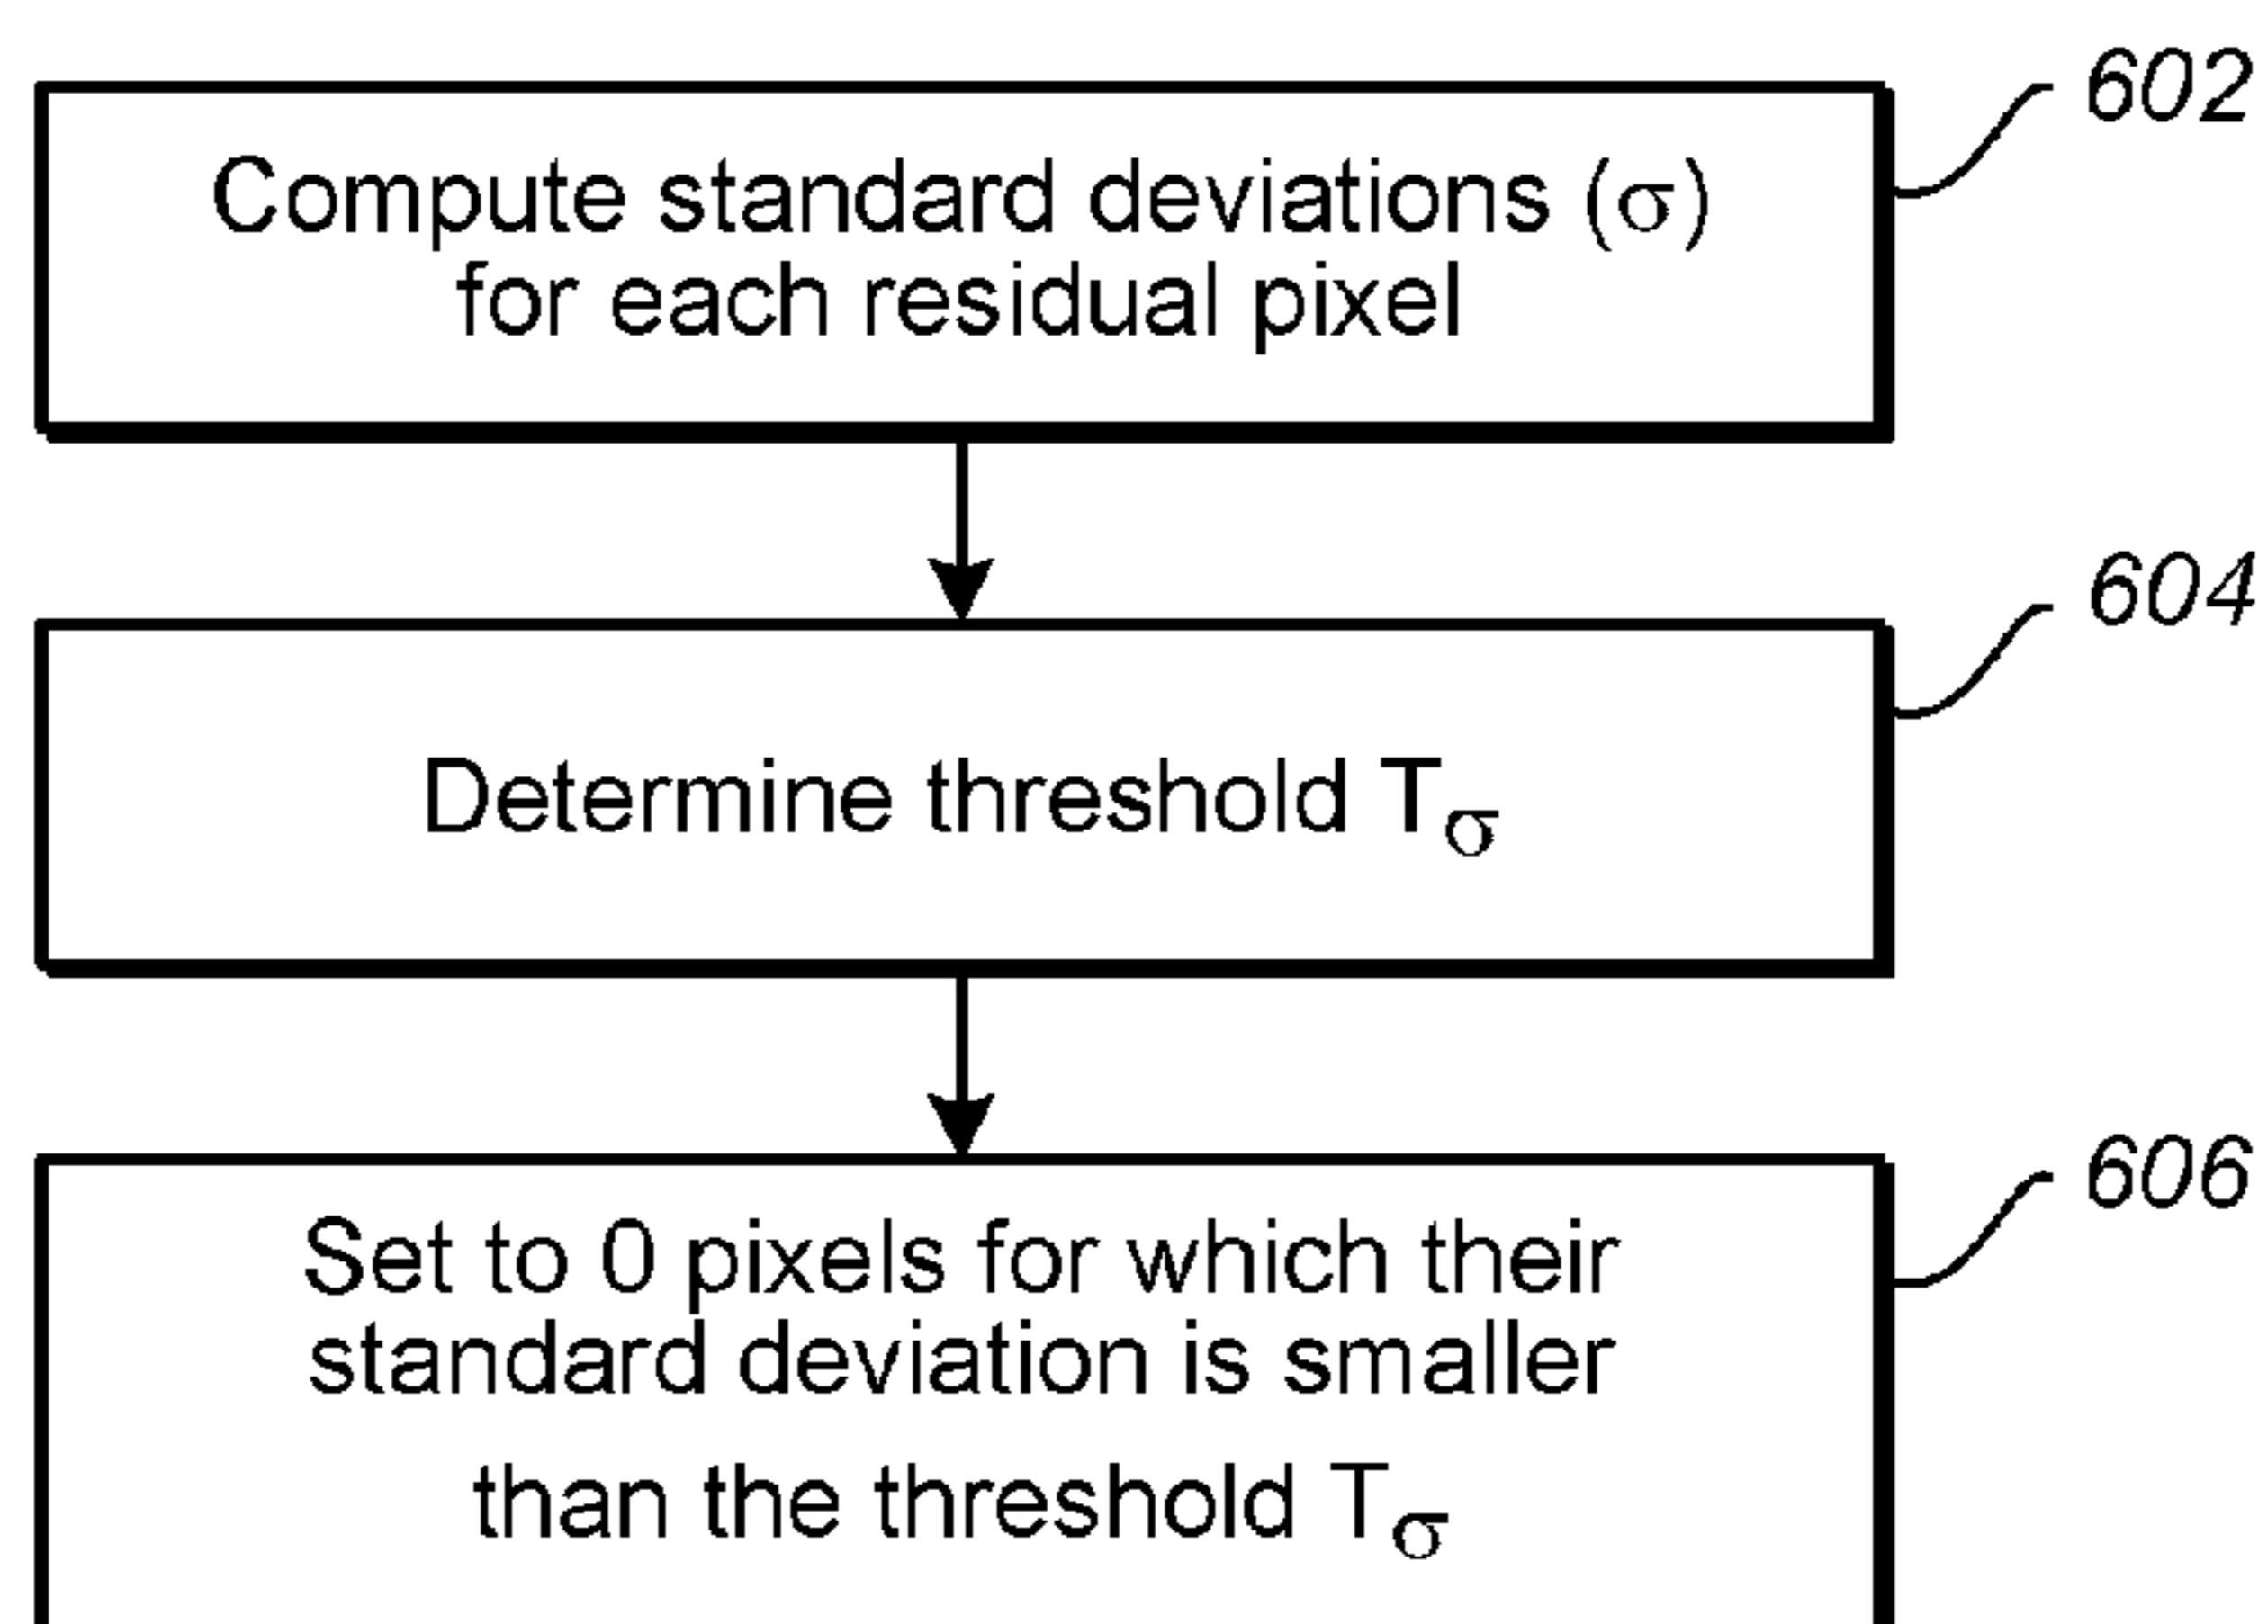 602
Compute standard deviations (σ)
for each residual pixel
604
Determine threshold Tσ
606
Set to 0 pixels for which their
standard deviation is smaller
than the threshold Tσ